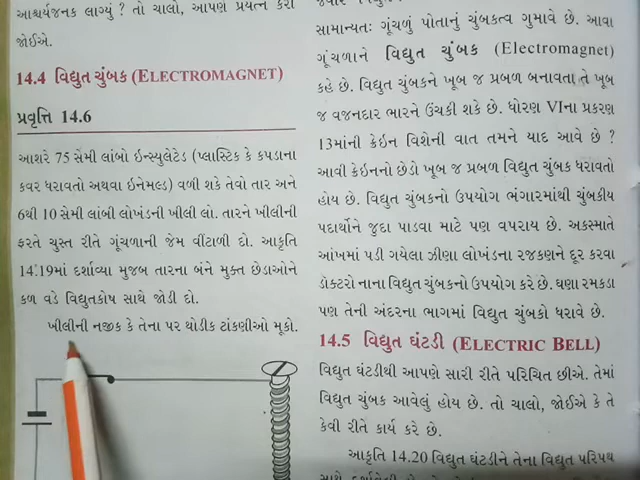 આશ્ચર્યજનક લાગ્યું ? તો ચાલો, આપણે પ્રયત્ન કરી
જોઈએ.
14.4 વિદ્યુત ચુંબક (ELECTROMAGNET)
પ્રવૃત્તિ 14.6
આશરે 75 સેમી લાંબો ઇન્સ્યુલેટેડ (પ્લાસ્ટિક કે કપડાના
કવર ધરાવતો અથવા ઇનેમલ્ડ) વળી શકે તેવો તાર અને
6થી 10 સેમી લાંબી લોખંડની ખીલી લો. તારને ખીલીની
ફરતે ચુસ્ત રીતે ગૂંચળાની જેમ વીંટાળી દો. આકૃતિ
14.19માં દર્શાવ્યા મુજબ તારના બંને મુક્ત છેડાઓને
કળ વડે વિદ્યુતકોષ સાથે જોડી દો.
ખીલીની નજીક કે તેના પર થોડીક ટાંકણીઓ મૂકો.
સામાન્યતઃ ગૂંચળું પોતાનું ચુંબકત્વ ગુમાવે છે. આવા
ગૂંચળાને વિદ્યુત ચુંબક (Electromagnet)
કહે છે. વિદ્યુત ચુંબકને ખૂબ જ પ્રબળ બનાવતા તે ખૂબ
જ વજનદાર ભારને ઉંચકી શકે છે. ધોરણ VIના પ્રકરણ
13માંની ક્રેઇન વિશેની વાત તમને યાદ આવે છે ?
આવી ક્રેઇનનો છેડો ખૂબ જ પ્રબળ વિદ્યુત ચુંબક ધરાવતો
હોય છે. વિદ્યુત ચુંબકનો ઉપયોગ ભંગારમાંથી ચુંબકીય
પદાર્થોને જુદા પાડવા માટે પણ વપરાય છે. અકસ્માતે
આંખમાં પડી ગયેલા ઝીણા લોખંડના રજકણને દૂર કરવા
ડૉક્ટરો નાના વિદ્યુત ચુંબકનો ઉપયોગ કરે છે. ઘણા રમકડા
પણ તેની અંદરના ભાગમાં વિદ્યુત ચુંબકો ધરાવે છે.
14.5 વિદ્યુત ઘંટડી (ELECTRIC BELL)
વિદ્યુત ઘંટડીથી આપણે સારી રીતે પરિચિત છીએ. તેમાં
વિદ્યુત ચુંબક આવેલું હોય છે. તો ચાલો, જોઈએ કે તે
કેવી રીતે કાર્ય કરે છે.
આકૃતિ 14.20 વિદ્યુત ઘંટડીને તેના વિદ્યુત પરિપથ